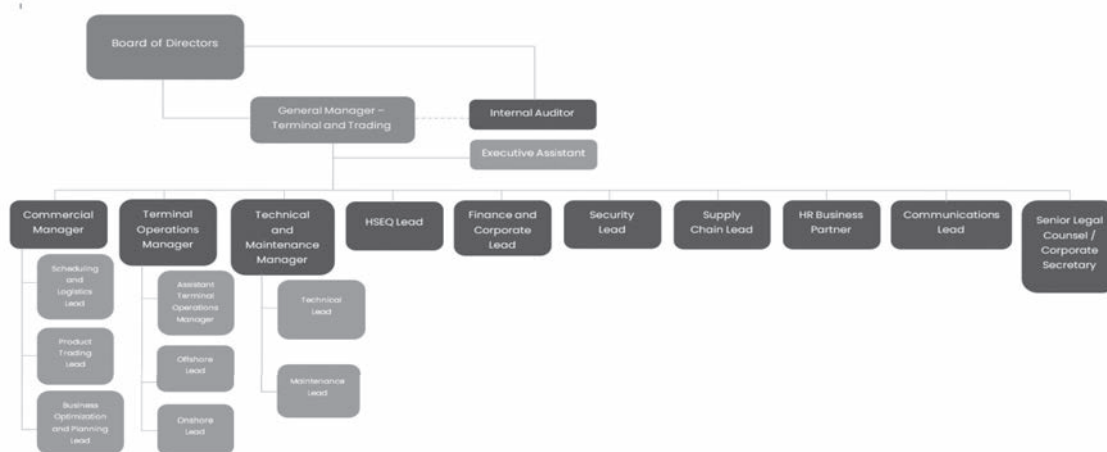 Board of Directors
General Manager –
Terminal and Trading
Internal Auditor
Executive Assistant
Commercial
Manager
Terminal
Operations
Manager
Technical
and
Maintenance
Manager
HSEQ Lead
Finance and
Corporate
Lead
Security
Lead
Supply
Chain Lead
HR Business
Partner
Communications
Lead
Senior Legal
Counsel /
Corporate
Secretary
Scheduling
and
Logistics
Lead
Product
Trading
Lead
Business
Optimization
and Planning
Lead
Assistant
Terminal
Operations
Manager
Offshore
Lead
Onshore
Lead
Technical
Lead
Maintenance
Lead